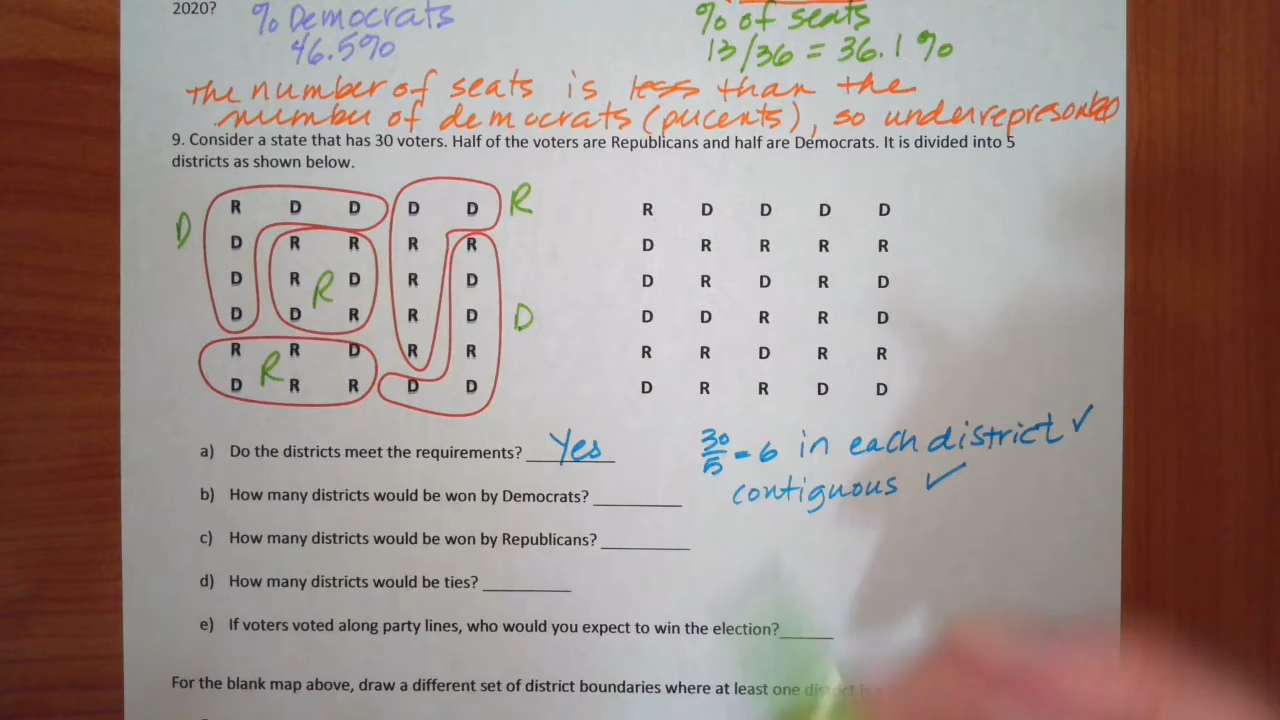 2020?
% Democrats
46.5%
% of seats
13/36 = 36.1%
the number of seats is less than the
number of democrats (pucents), so underrepresented
9. Consider a state that has 30 voters. Half of the voters are Republicans and half are Democrats. It is divided into 5
districts as shown below.
D
R
R
R
D
R D D D D
D R R R R
D R D R D
D D R R D
R R D R R
D R R D D
R D D D D
D R R R R
D R D R D
D D R R D
R R D R R
D R R D D
a) Do the districts meet the requirements? Yes
30/5 = 6 in each district ✓
contiguous ✓
b) How many districts would be won by Democrats?
c) How many districts would be won by Republicans?
d) How many districts would be ties?
e) If voters voted along party lines, who would you expect to win the election?
For the blank map above, draw a different set of district boundaries where at least one district is